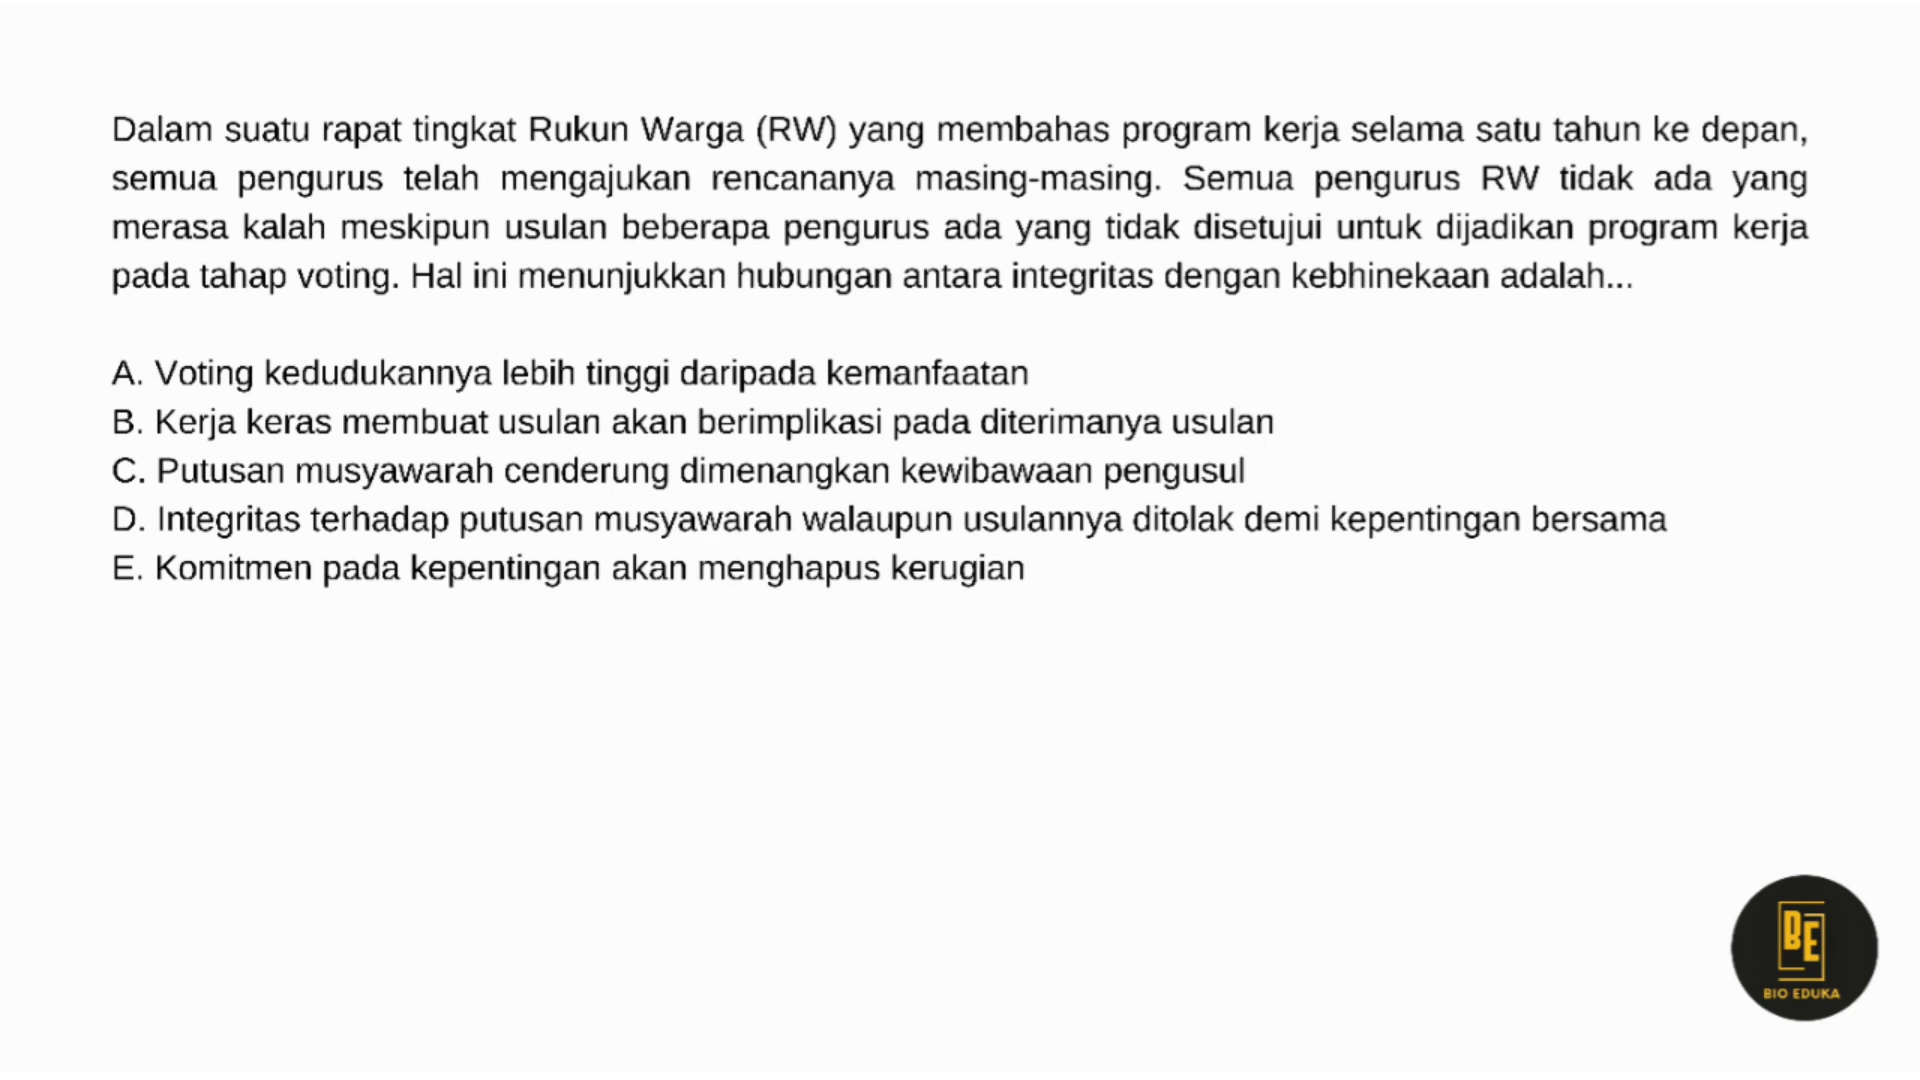 Dalam suatu rapat tingkat Rukun Warga (RW) yang membahas program kerja selama satu tahun ke depan,
semua pengurus telah mengajukan rencananya masing-masing. Semua pengurus RW tidak ada yang
merasa kalah meskipun usulan beberapa pengurus ada yang tidak disetujui untuk dijadikan program kerja
pada tahap voting. Hal ini menunjukkan hubungan antara integritas dengan kebhinekaan adalah...
A. Voting kedudukannya lebih tinggi daripada kemanfaatan
B. Kerja keras membuat usulan akan berimplikasi pada diterimanya usulan
C. Putusan musyawarah cenderung dimenangkan kewibawaan pengusul
D. Integritas terhadap putusan musyawarah walaupun usulannya ditolak demi kepentingan bersama
E. Komitmen pada kepentingan akan menghapus kerugian
BE
BIO EDUKA